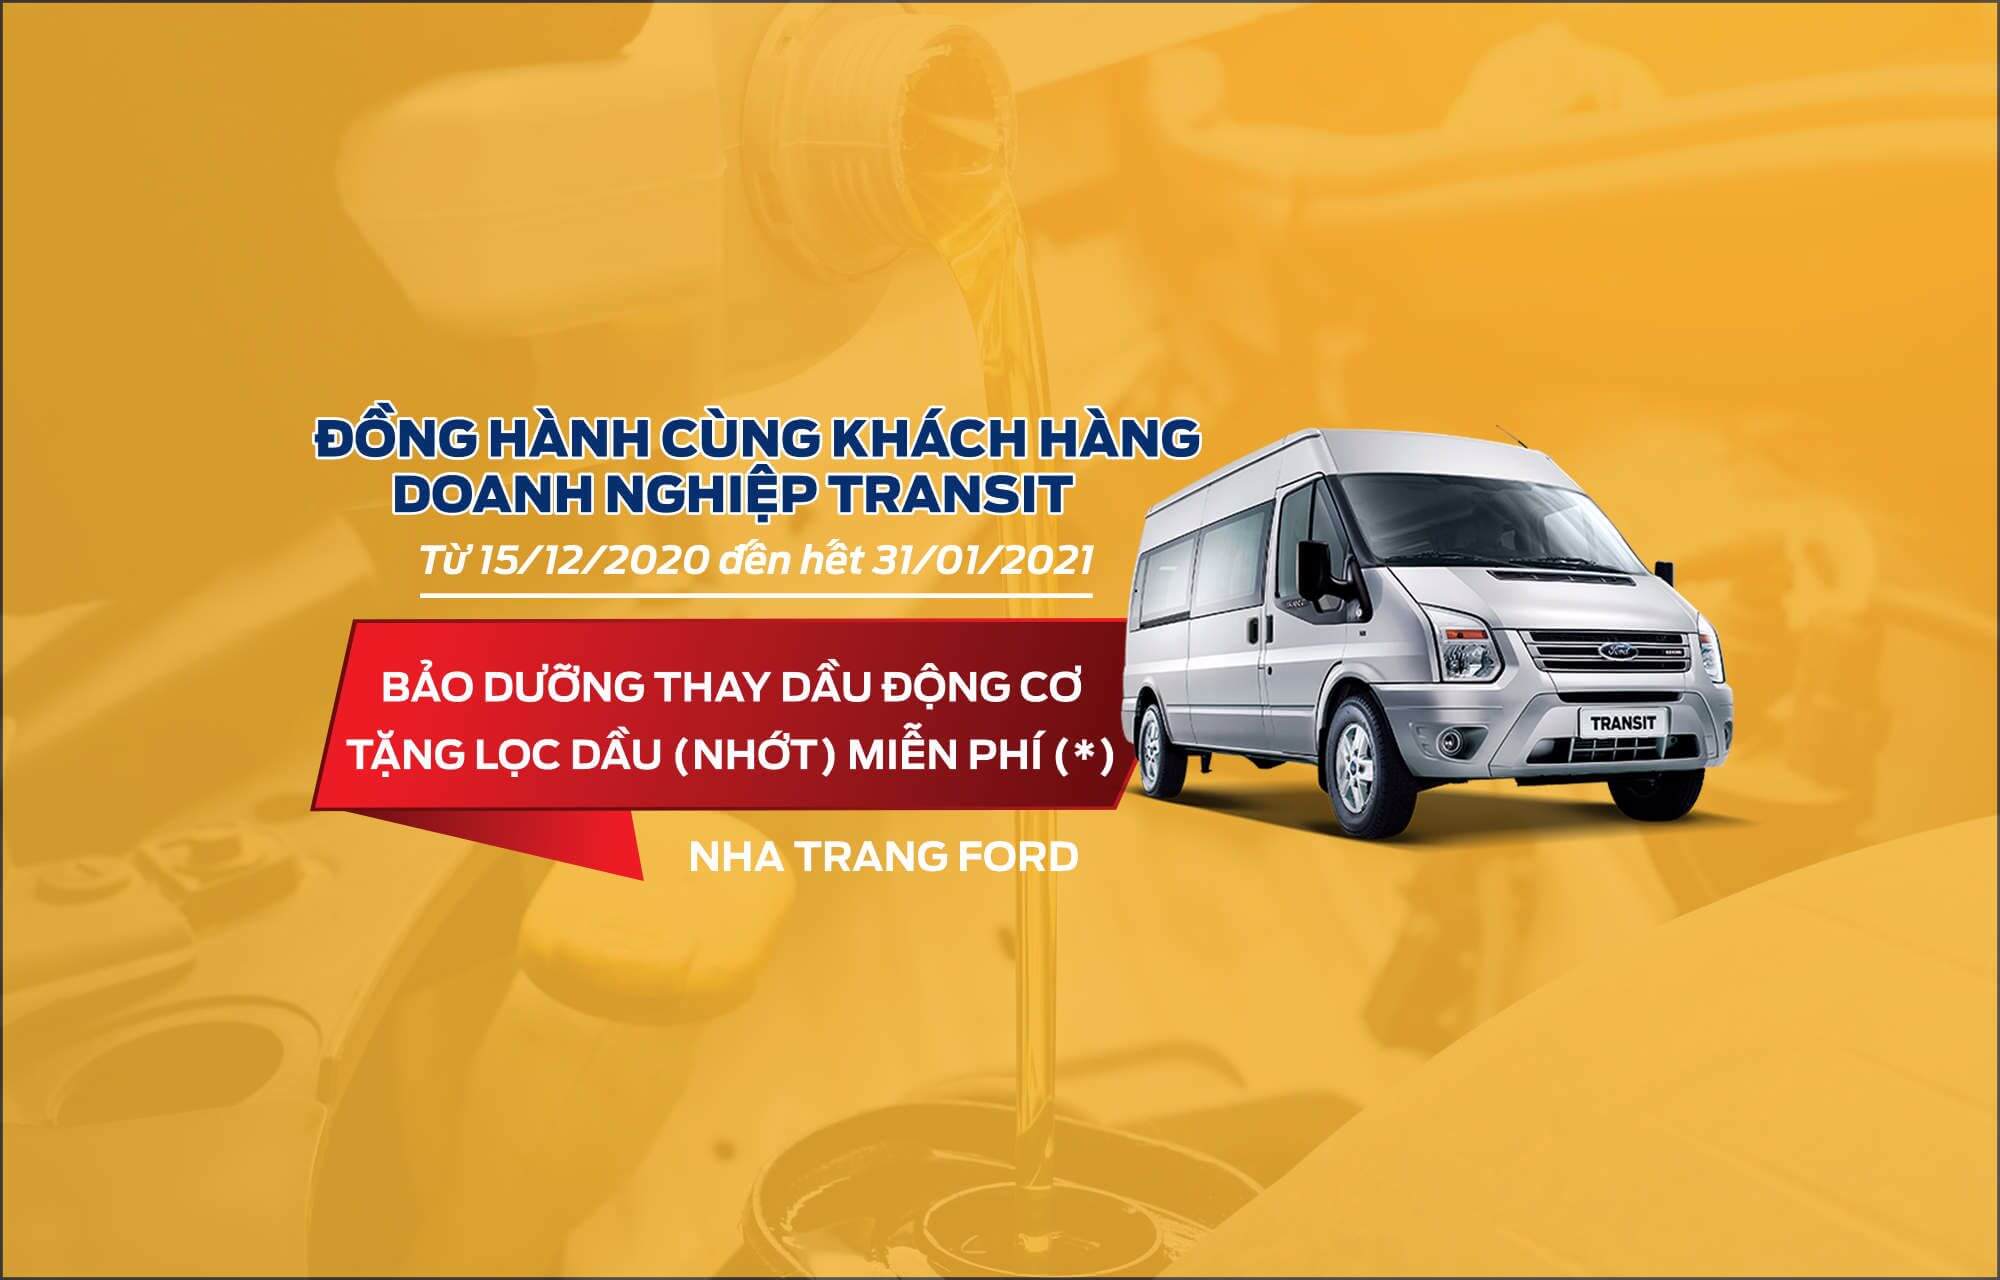 ĐỒNG HÀNH CÙNG KHÁCH HÀNG
DOANH NGHIỆP TRANSIT
Từ 15/12/2020 đến hết 31/01/2021
BẢO DƯỠNG THAY DẦU ĐỘNG CƠ
TẶNG LỌC DẦU (NHỚT) MIỄN PHÍ (*)
NHA TRANG FORD
Ford
TRANSIT